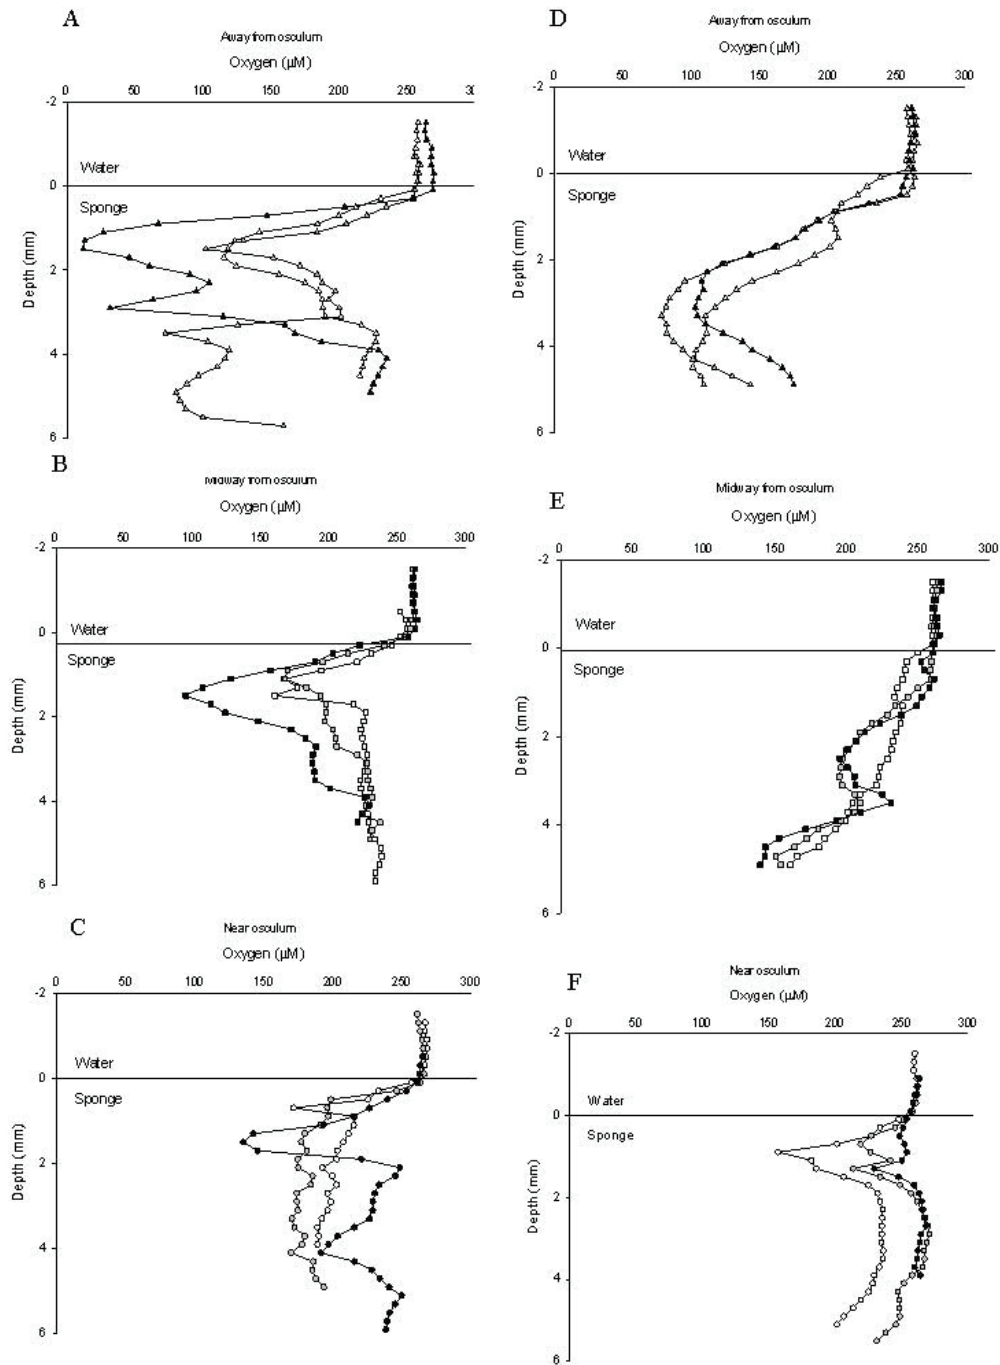 A
Away from osculum
Oxygen (µM)
0 50 100 150 200 250 300
-2
Water
0
Sponge
2
Depth (mm)
4
6
B
Midway from osculum
Oxygen (µM)
0 50 100 150 200 250 300
-2
Water
0
Sponge
2
Depth (mm)
4
6
C
Near osculum
Oxygen (µM)
0 50 100 150 200 250 300
-2
Water
0
Sponge
2
Depth (mm)
4
6
D
Away from osculum
Oxygen (µM)
0 50 100 150 200 250 300
-2
Water
0
Sponge
2
Depth (mm)
4
6
E
Midway from osculum
Oxygen (µM)
0 50 100 150 200 250 300
-2
Water
0
Sponge
2
Depth (mm)
4
6
F
Near osculum
Oxygen (µM)
0 50 100 150 200 250 300
-2
Water
0
Sponge
2
Depth (mm)
4
6